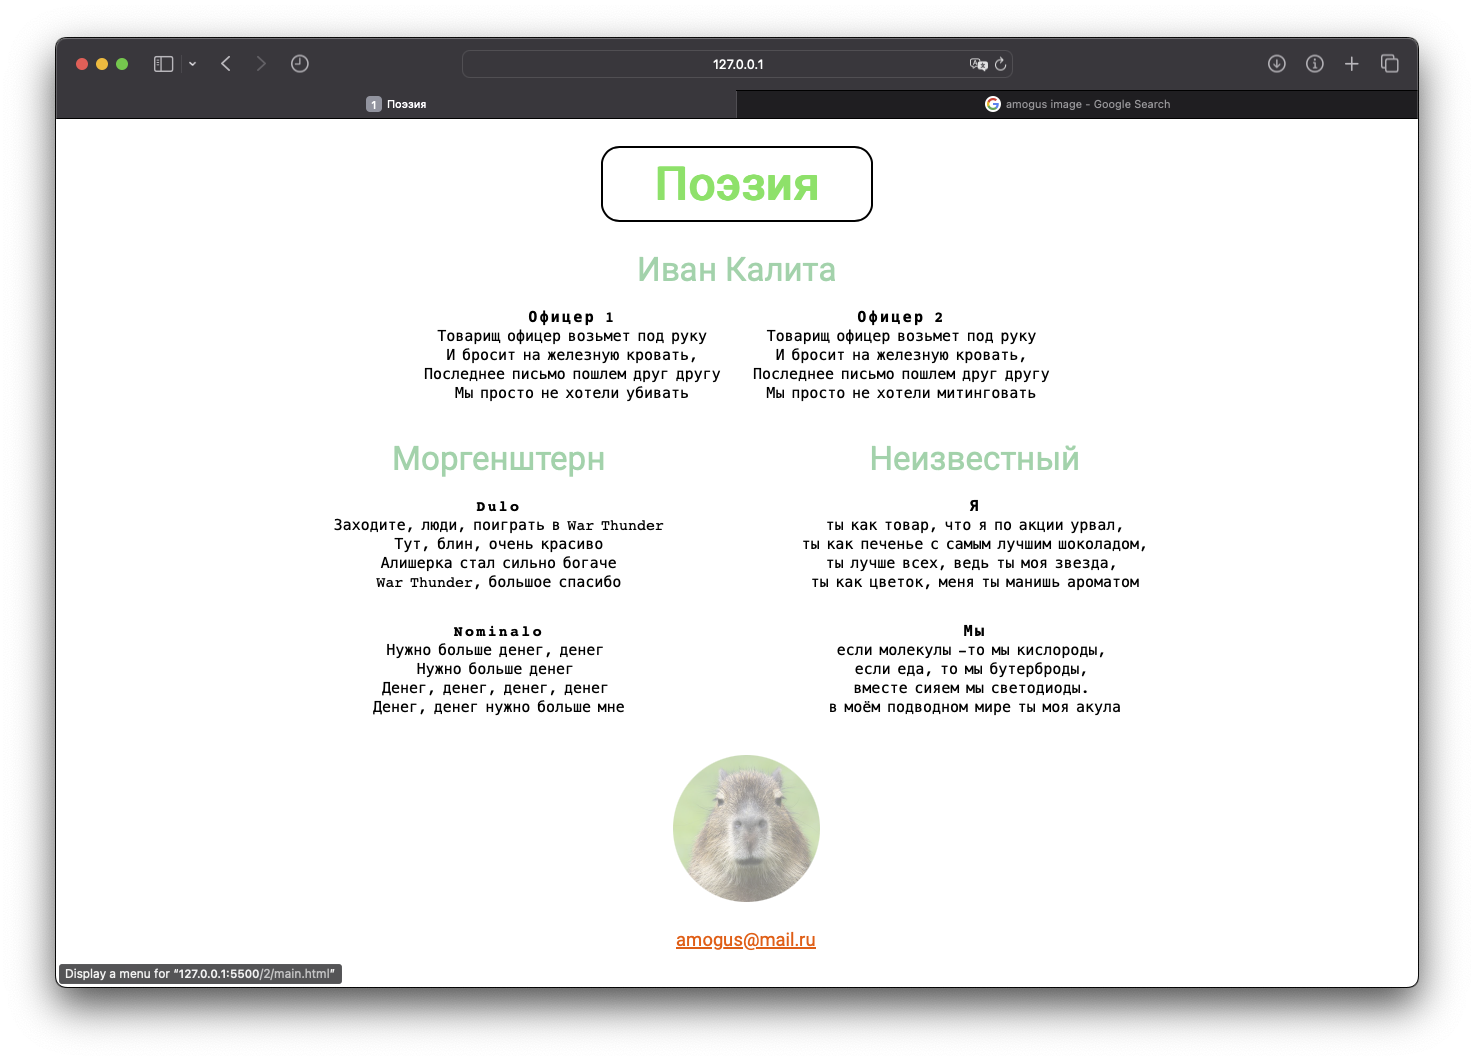 127.0.0.1
1 Поэзия
amogus image - Google Search
Поэзия
Иван Калита
Офицер 1
Товарищ офицер возьмет под руку
И бросит на железную кровать,
Последнее письмо пошлем друг другу
Мы просто не хотели убивать
Офицер 2
Товарищ офицер возьмет под руку
И бросит на железную кровать,
Последнее письмо пошлем друг другу
Мы просто не хотели митинговать
Моргенштерн
Dulo
Заходите, люди, поиграть в War Thunder
Тут, блин, очень красиво
Алишерка стал сильно богаче
War Thunder, большое спасибо
Nominalo
Нужно больше денег, денег
Нужно больше денег
Денег, денег, денег, денег
Денег, денег нужно больше мне
Неизвестный
Я
ты как товар, что я по акции урвал,
ты как печенье с самым лучшим шоколадом,
ты лучше всех, ведь ты моя звезда,
ты как цветок, меня ты манишь ароматом
Мы
если молекулы –то мы кислороды,
если еда, то мы бутерброды,
вместе сияем мы светодиоды.
в моём подводном мире ты моя акула
amogus@mail.ru
Display a menu for “127.0.0.1:5500/2/main.html”